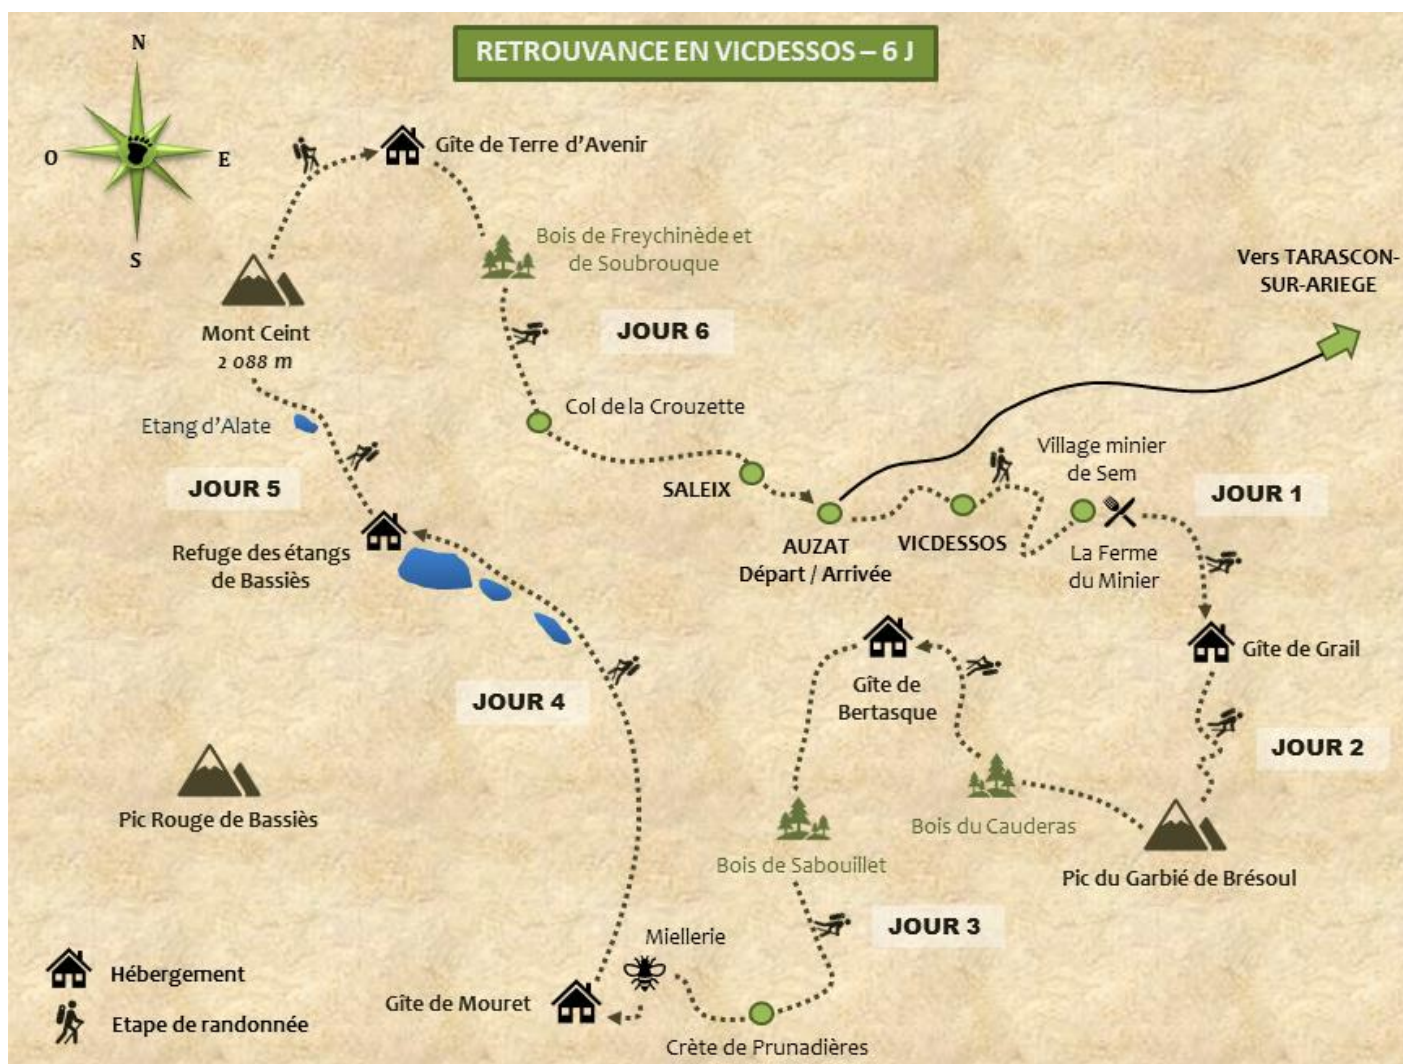 RETROUVANCE EN VICDESSOS – 6 J
N
O
E
S
Gîte de Terre d’Avenir
Bois de Freychinède et
de Soubrouque
Vers TARASCON-
SUR-ARIEGE
Mont Ceint
2 088 m
JOUR 6
Etang d’Alate
Col de la Crouzette
Village minier
de Sem
JOUR 5
SALEIX
JOUR 1
AUZAT
Départ / Arrivée
VICDESSOS
La Ferme
du Minier
Refuge des étangs
de Bassiès
Gîte de Grail
Gîte de
Bertasque
JOUR 4
JOUR 2
Pic Rouge de Bassiès
Bois du Cauderas
Bois de Sabouillet
Pic du Garbié de Brésoul
JOUR 3
Miellerie
Hébergement
Gîte de Mouret
Etape de randonnée
Crète de Prunadières